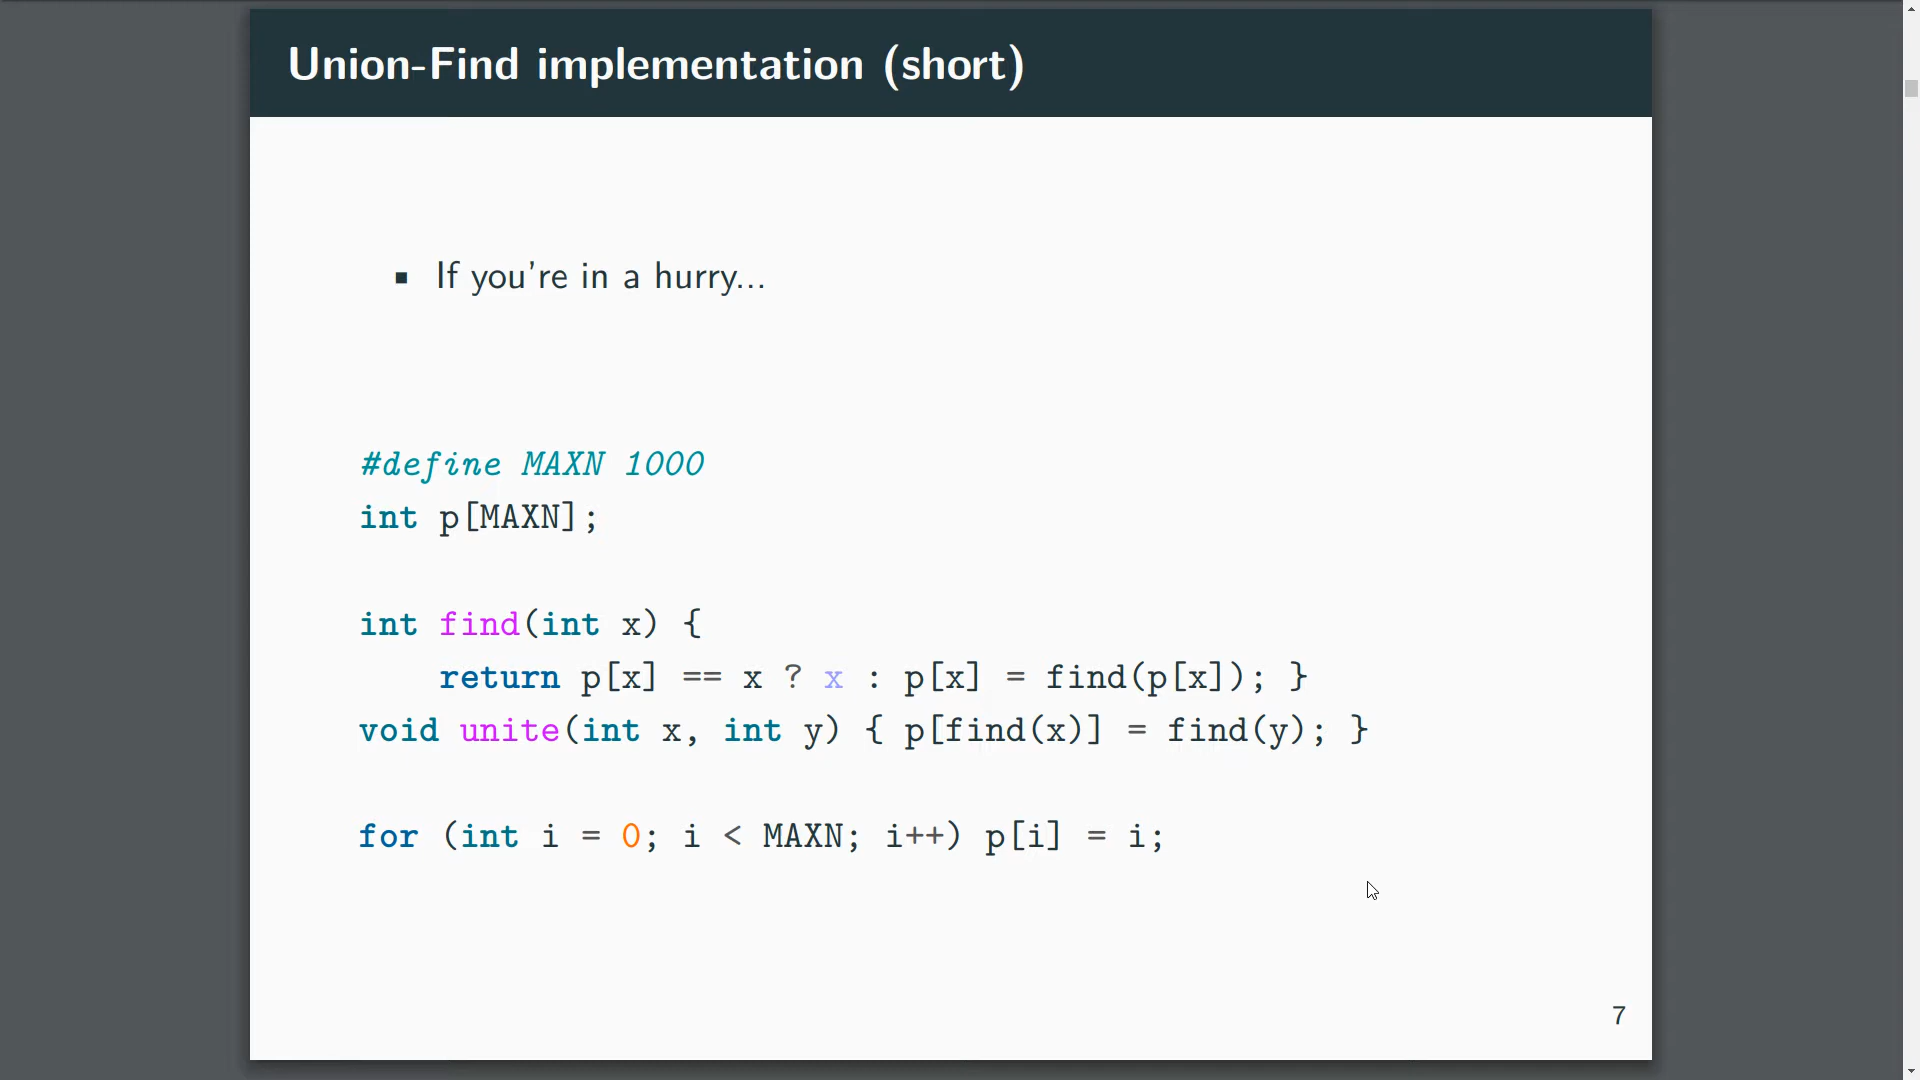 Union-Find implementation (short)
▪ If you're in a hurry...
#define MAXN 1000
int p[MAXN];
int find(int x) {
    return p[x] == x ? x : p[x] = find(p[x]); }
void unite(int x, int y) { p[find(x)] = find(y); }
for (int i = 0; i < MAXN; i++) p[i] = i;
7